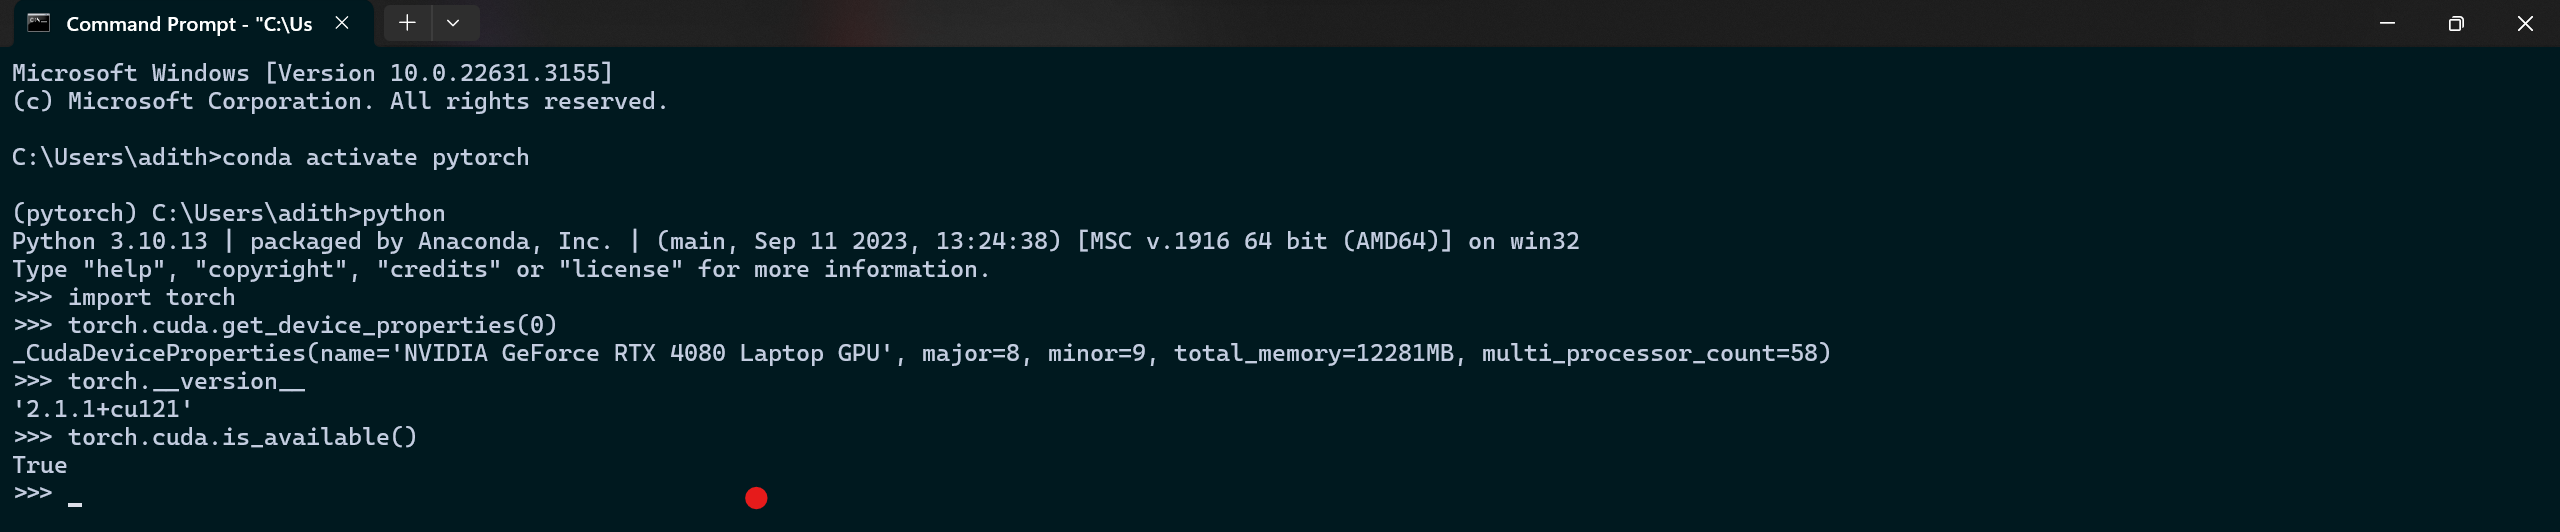 Command Prompt - "C:\Us
Microsoft Windows [Version 10.0.22631.3155]
(c) Microsoft Corporation. All rights reserved.
C:\Users\adith>conda activate pytorch
(pytorch) C:\Users\adith>python
Python 3.10.13 | packaged by Anaconda, Inc. | (main, Sep 11 2023, 13:24:38) [MSC v.1916 64 bit (AMD64)] on win32
Type "help", "copyright", "credits" or "license" for more information.
>>> import torch
>>> torch.cuda.get_device_properties(0)
_CudaDeviceProperties(name='NVIDIA GeForce RTX 4080 Laptop GPU', major=8, minor=9, total_memory=12281MB, multi_processor_count=58)
>>> torch.__version__
'2.1.1+cu121'
>>> torch.cuda.is_available()
True
>>> _